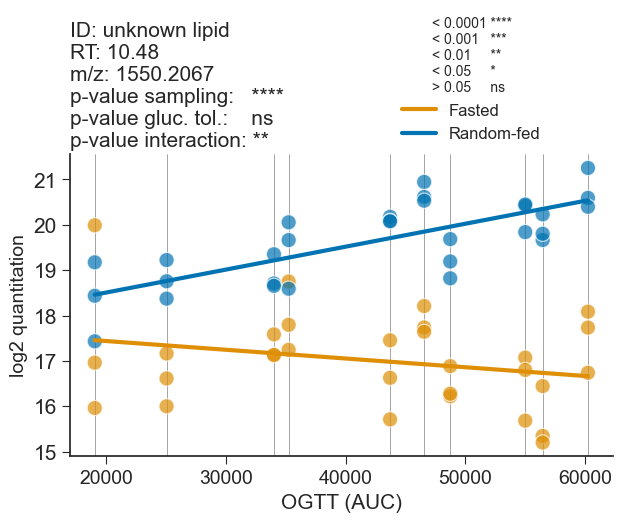 ID: unknown lipid
RT: 10.48
m/z: 1550.2067
p-value sampling: ****
p-value gluc. tol.: ns
p-value interaction: **
< 0.0001 ****
< 0.001 ***
< 0.01 **
< 0.05 *
> 0.05 ns
Fasted
Random-fed
log2 quantitation
21
20
19
18
17
16
15
20000 30000 40000 50000 60000
OGTT (AUC)